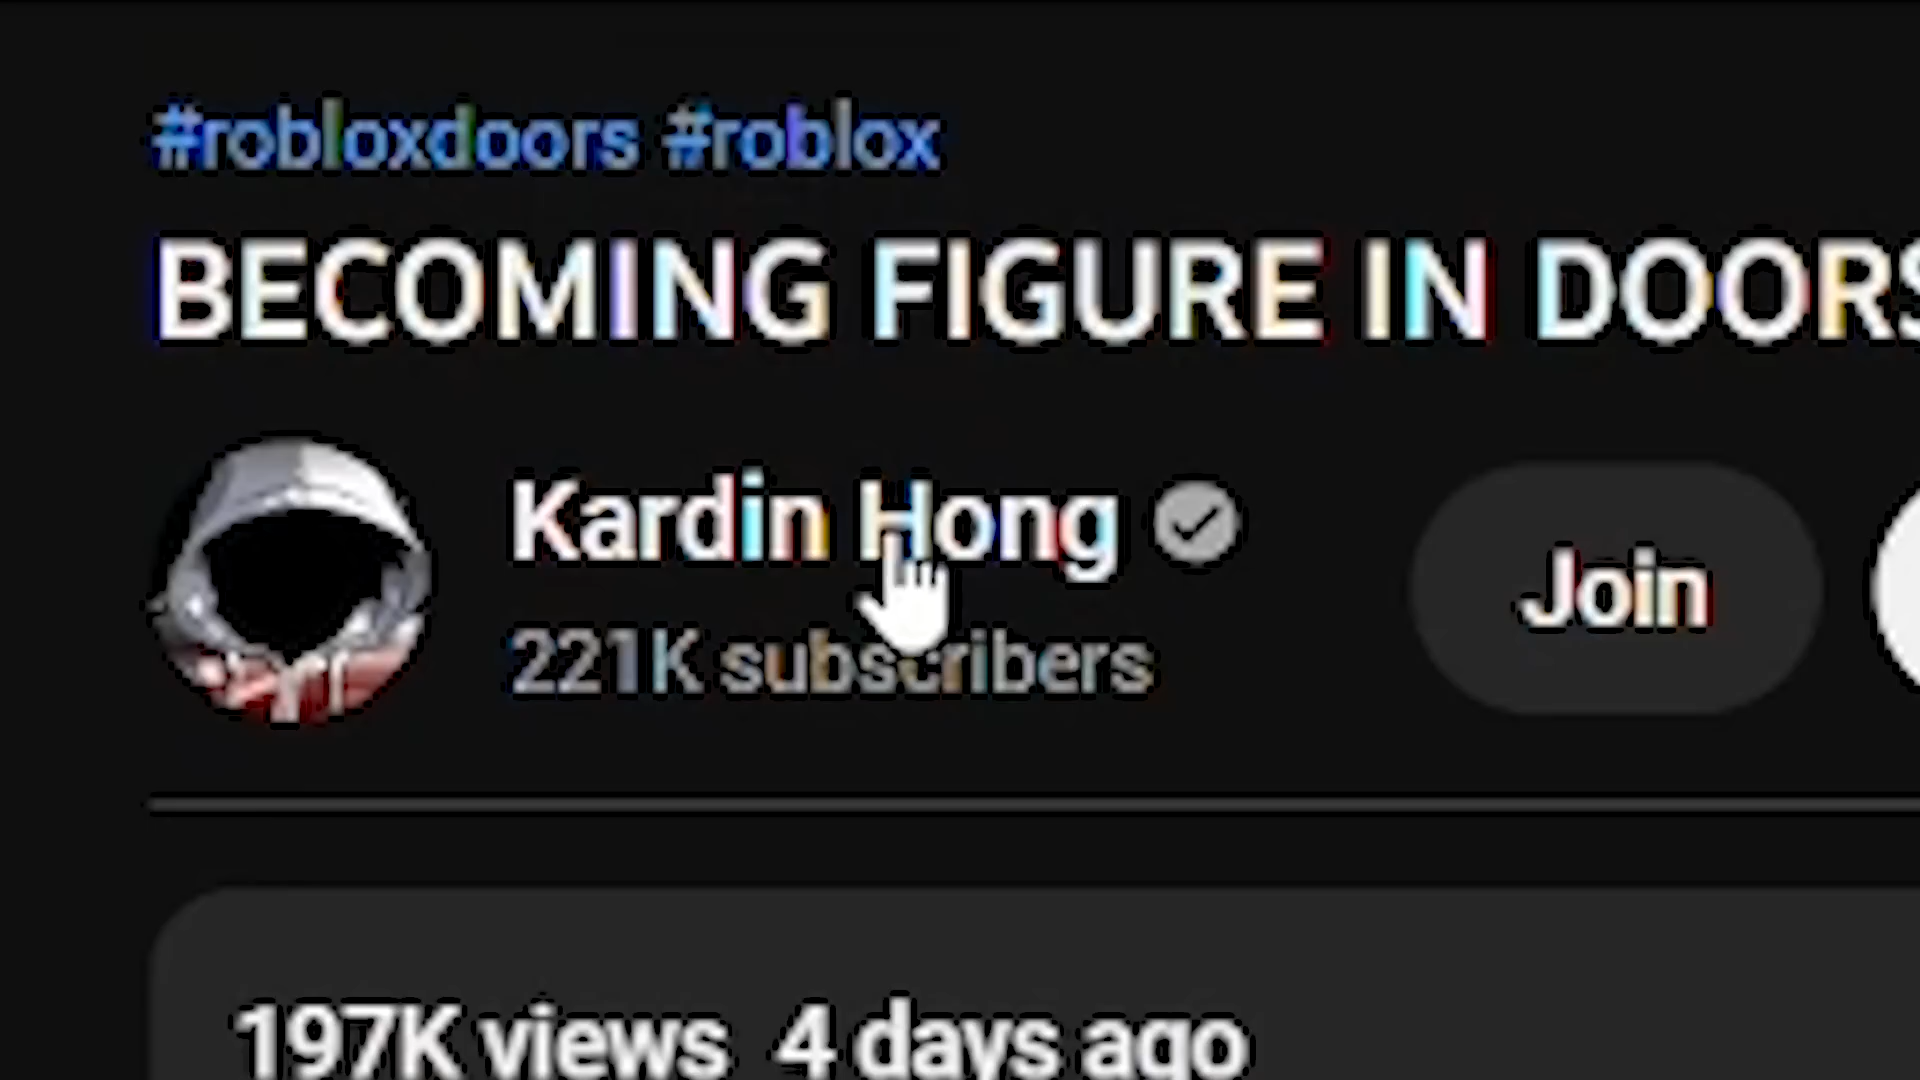 #robloxdoors #roblox
BECOMING FIGURE IN DOORS
Kardin Hong
Join
221K subscribers
197K views 4 days ago